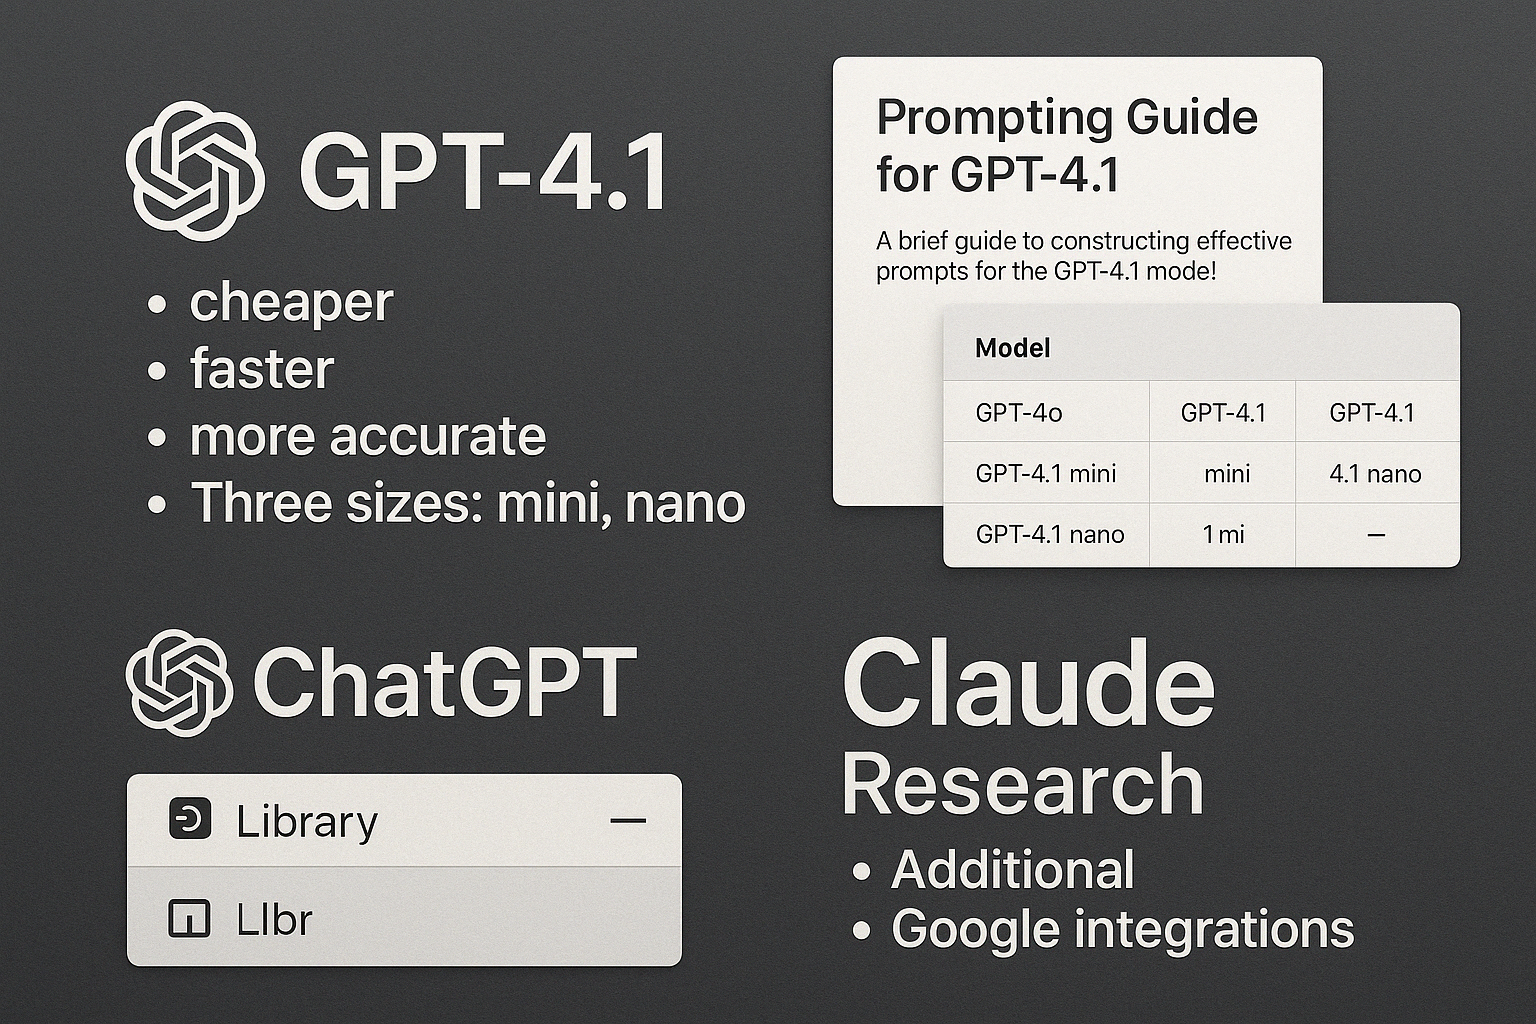 GPT-4.1
• cheaper
• faster
• more accurate
• Three sizes: mini, nano
Prompting Guide
for GPT-4.1
A brief guide to constructing effective
prompts for the GPT-4.1 mode!
Model
GPT-4o GPT-4.1 GPT-4.1
GPT-4.1 mini mini 4.1 nano
GPT-4.1 nano 1 mi —
ChatGPT
Library —
LIbr
Claude
Research
• Additional
• Google integrations